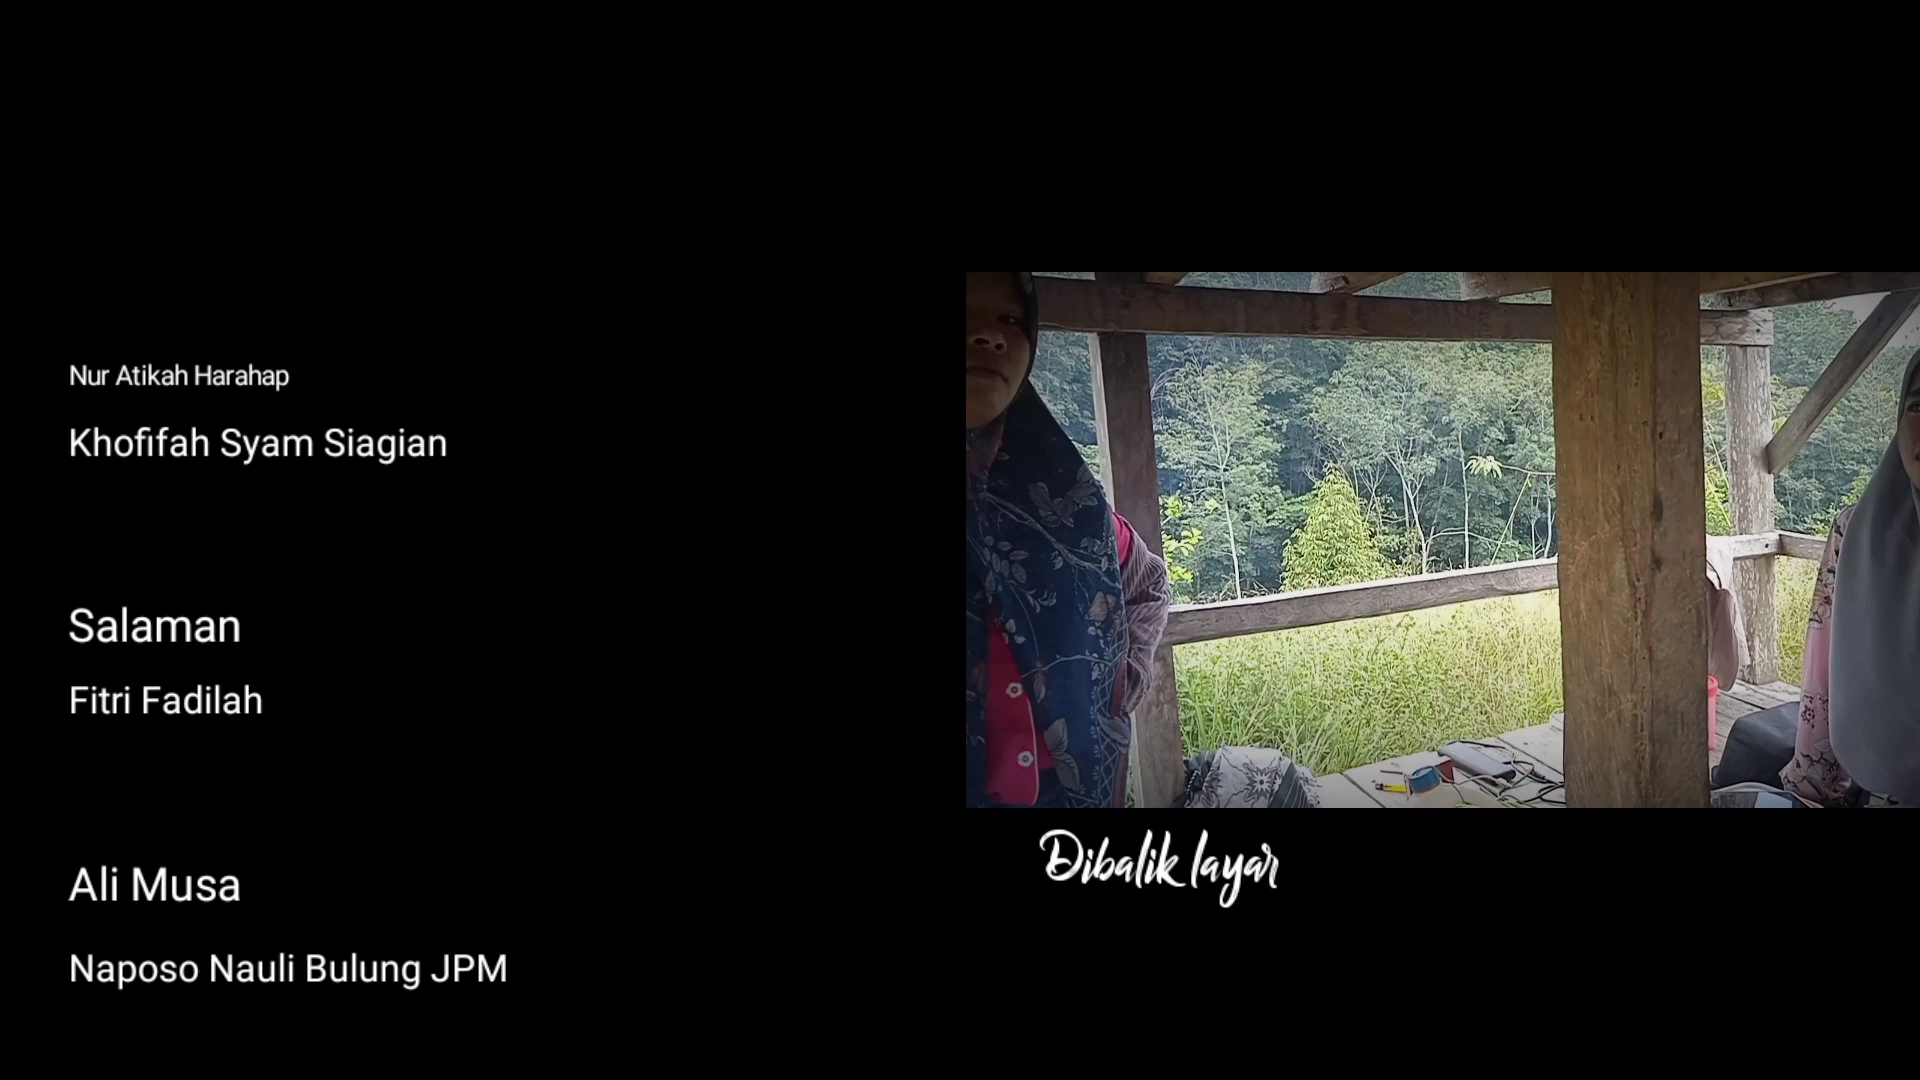 Nur Atikah Harahap
Khofifah Syam Siagian
Salaman
Fitri Fadilah
Ali Musa
Naposo Nauli Bulung JPM
Dibalik layar